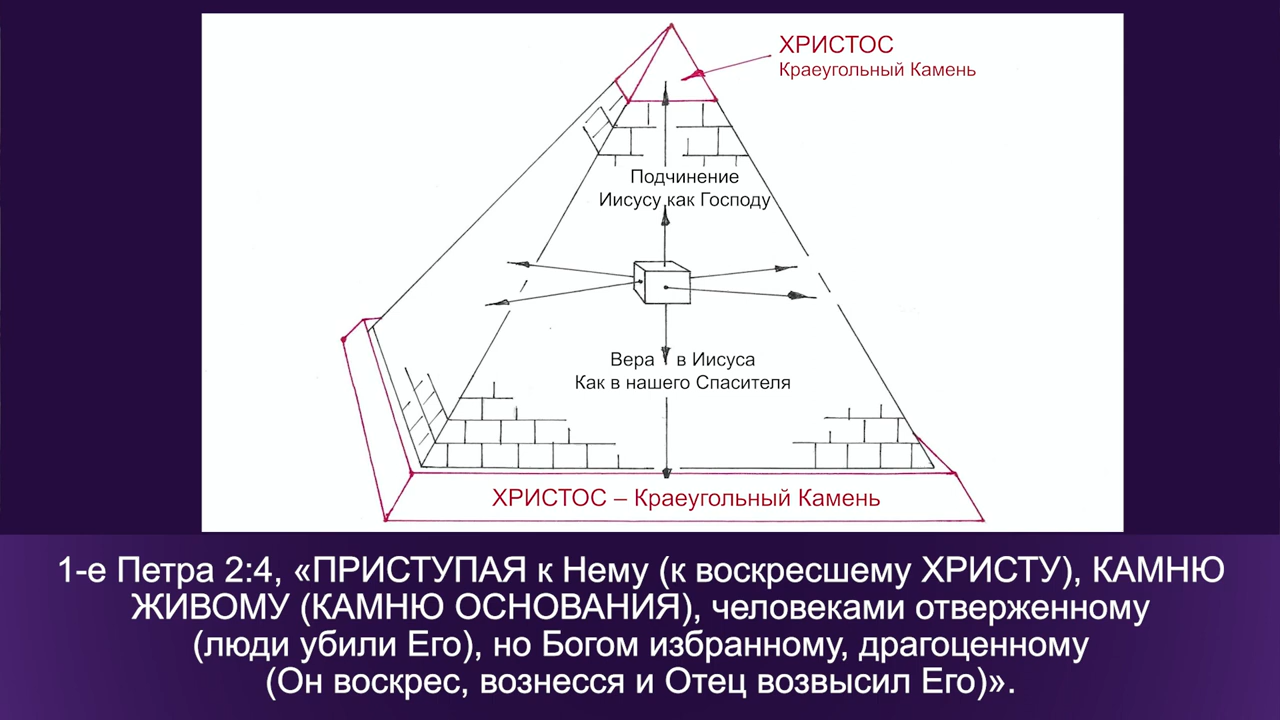 ХРИСТОС
Краеугольный Камень
Подчинение
Иисусу как Господу
Вера в Иисуса
Как в нашего Спасителя
ХРИСТОС – Краеугольный Камень
1-е Петра 2:4, «ПРИСТУПАЯ к Нему (к воскресшему ХРИСТУ), КАМНЮ
ЖИВОМУ (КАМНЮ ОСНОВАНИЯ), человеками отверженному
(люди убили Его), но Богом избранному, драгоценному
(Он воскрес, вознесся и Отец возвысил Его)».